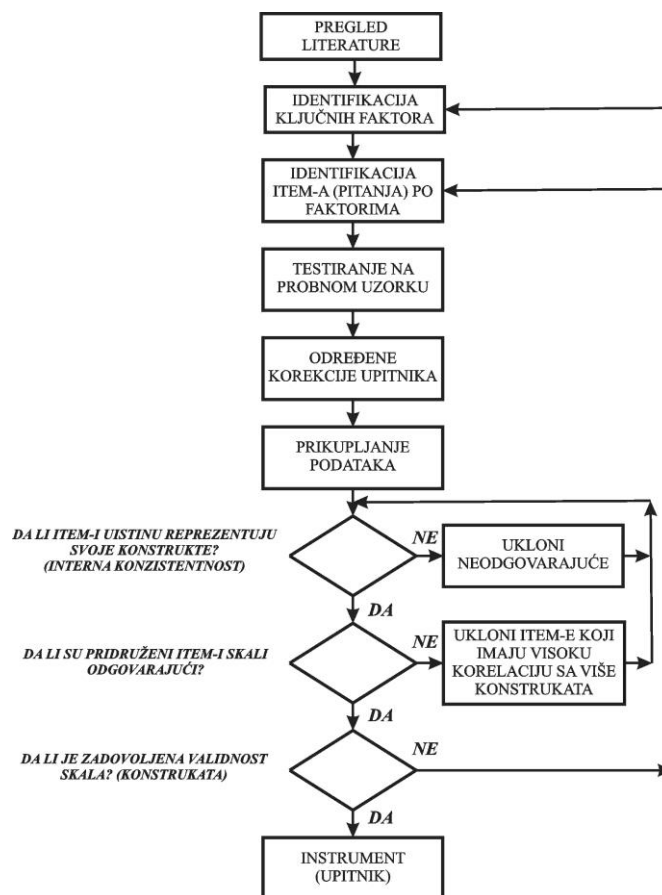 PREGLED
LITERATURE
IDENTIFIKACIJA
KLJUČNIH FAKTORA
IDENTIFIKACIJA
ITEM-A (PITANJA) PO
FAKTORIMA
TESTIRANJE NA
PROBNOM UZORKU
ODREĐENE
KOREKCIJE UPITNIKA
PRIKUPLJANJE
PODATAKA
DA LI ITEM-I UISTINU REPREZENTUJU
SVOJE KONSTRUKTE?
(INTERNA KONZISTENTNOST)
NE
UKLONI
NEODGOVARAJUĆE
DA
DA LI SU PRIDRUŽENI ITEM-I SKALI
ODGOVARAJUĆI?
NE
UKLONI ITEM-E KOJI
IMAJU VISOKU
KORELACIJU SA VIŠE
KONSTRUKATA
DA
DA LI JE ZADOVOLJENA VALIDNOST
SKALA? (KONSTRUKATA)
NE
DA
INSTRUMENT
(UPITNIK)